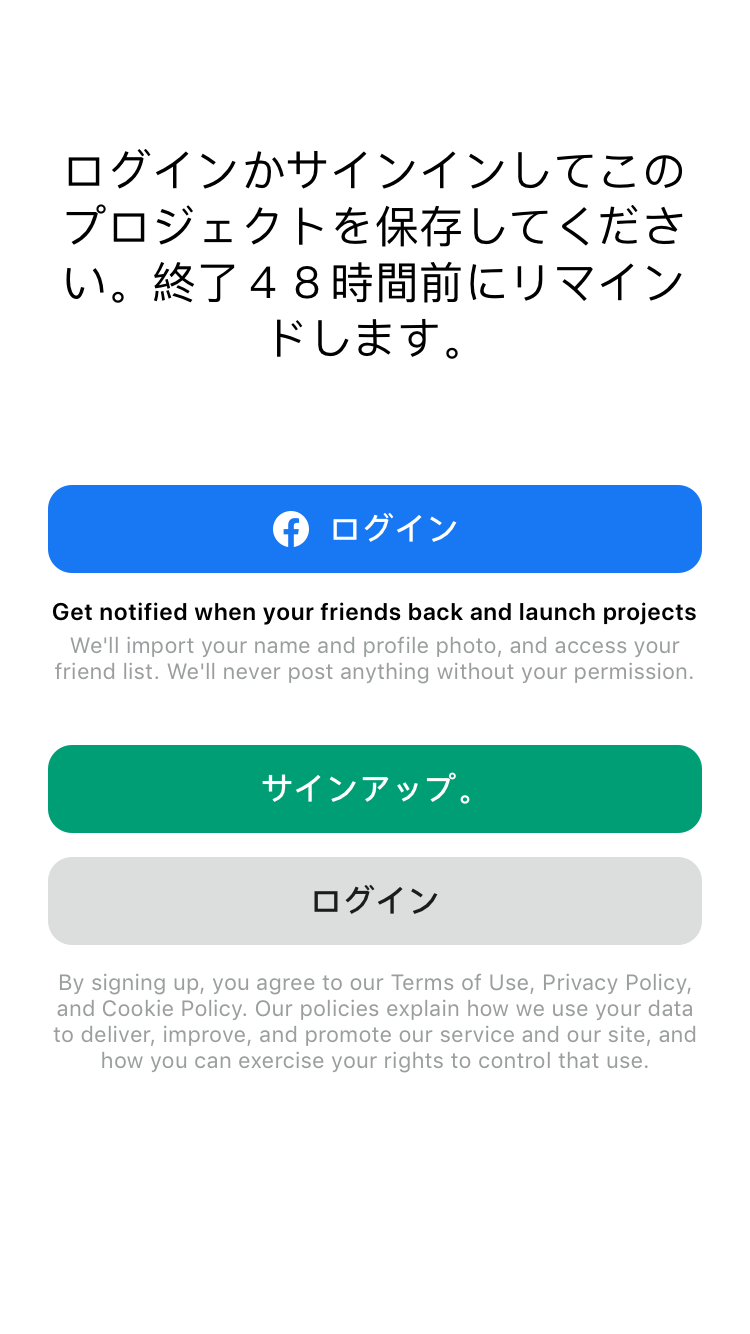 ログインかサインインしてこの
プロジェクトを保存してくださ
い。終了４８時間前にリマイン
ドします。
ログイン
Get notified when your friends back and launch projects
We'll import your name and profile photo, and access your
friend list. We'll never post anything without your permission.
サインアップ。
ログイン
By signing up, you agree to our Terms of Use, Privacy Policy,
and Cookie Policy. Our policies explain how we use your data
to deliver, improve, and promote our service and our site, and
how you can exercise your rights to control that use.